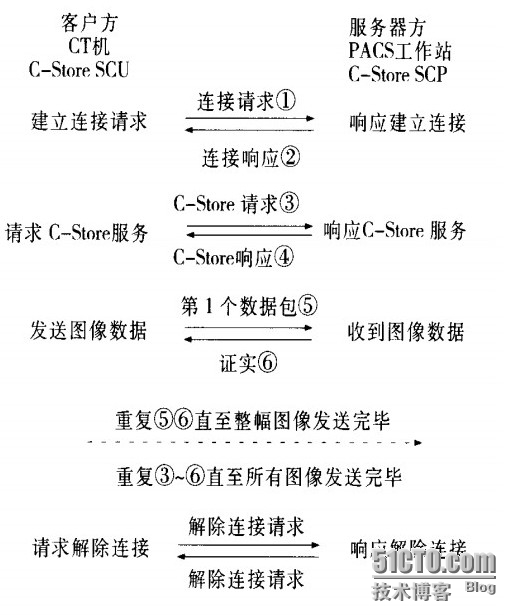 客户方
CT机
C-Store SCU
服务器方
PACS工作站
C-Store SCP
连接请求①
建立连接请求
响应建立连接
连接响应②
C-Store 请求③
请求 C-Store服务
响应C-Store 服务
C-Store响应④
第1个数据包⑤
发送图像数据
收到图像数据
证实⑥
重复⑤⑥直至整幅图像发送完毕
重复③~⑥直至所有图像发送完毕
解除连接请求
请求解除连接
响应解除连接
解除连接请求
51CTO.com
技术博客 Blog